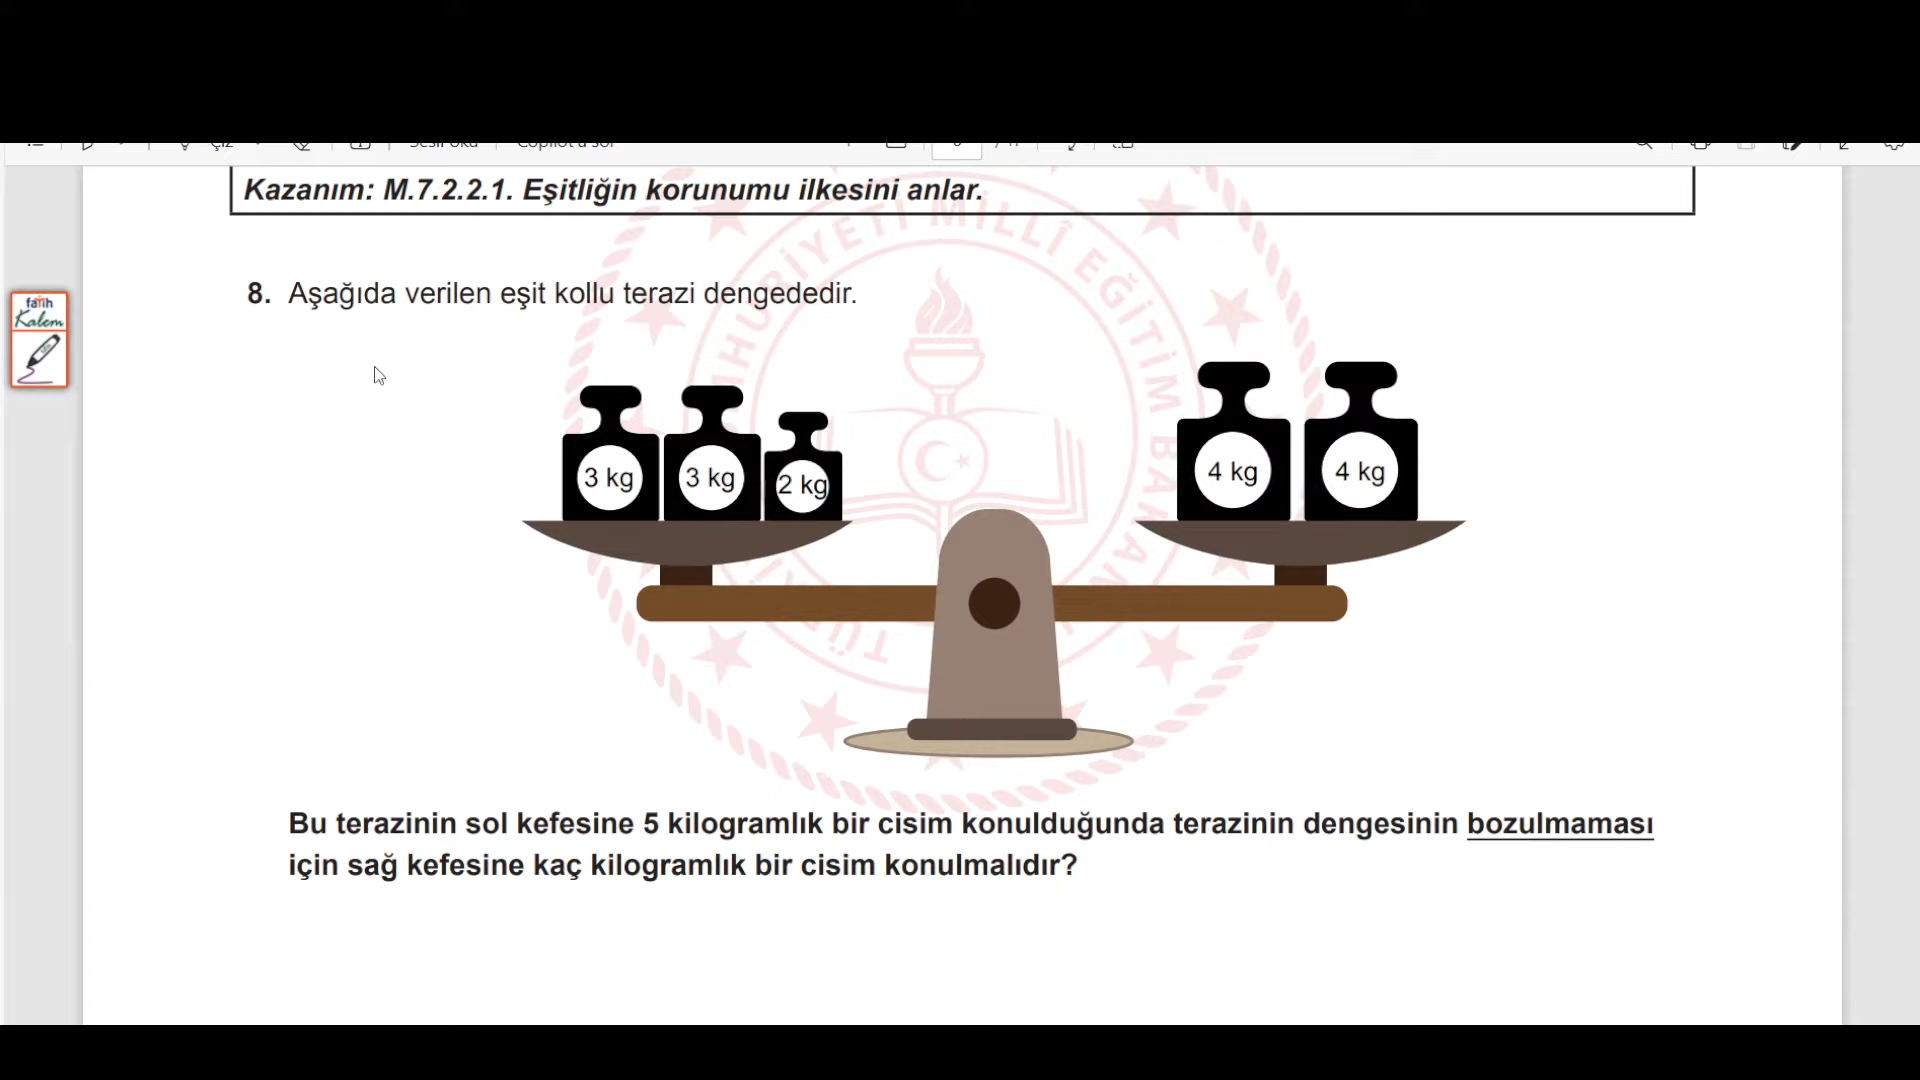 Kazanım: M.7.2.2.1. Eşitliğin korunumu ilkesini anlar.
8. Aşağıda verilen eşit kollu terazi dengededir.
fatih
Kalem
3 kg 3 kg 2 kg 4 kg 4 kg
Bu terazinin sol kefesine 5 kilogramlık bir cisim konulduğunda terazinin dengesinin bozulmaması
için sağ kefesine kaç kilogramlık bir cisim konulmalıdır?